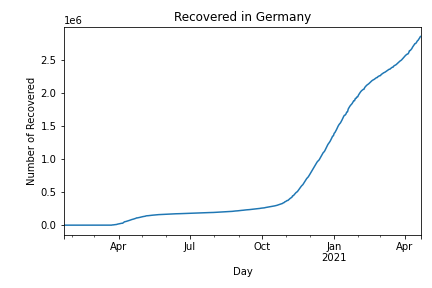 Recovered in Germany
1e6
2.5
2.0
1.5
1.0
0.5
0.0
Number of Recovered
Apr
Jul
Oct
Jan
2021
Apr
Day